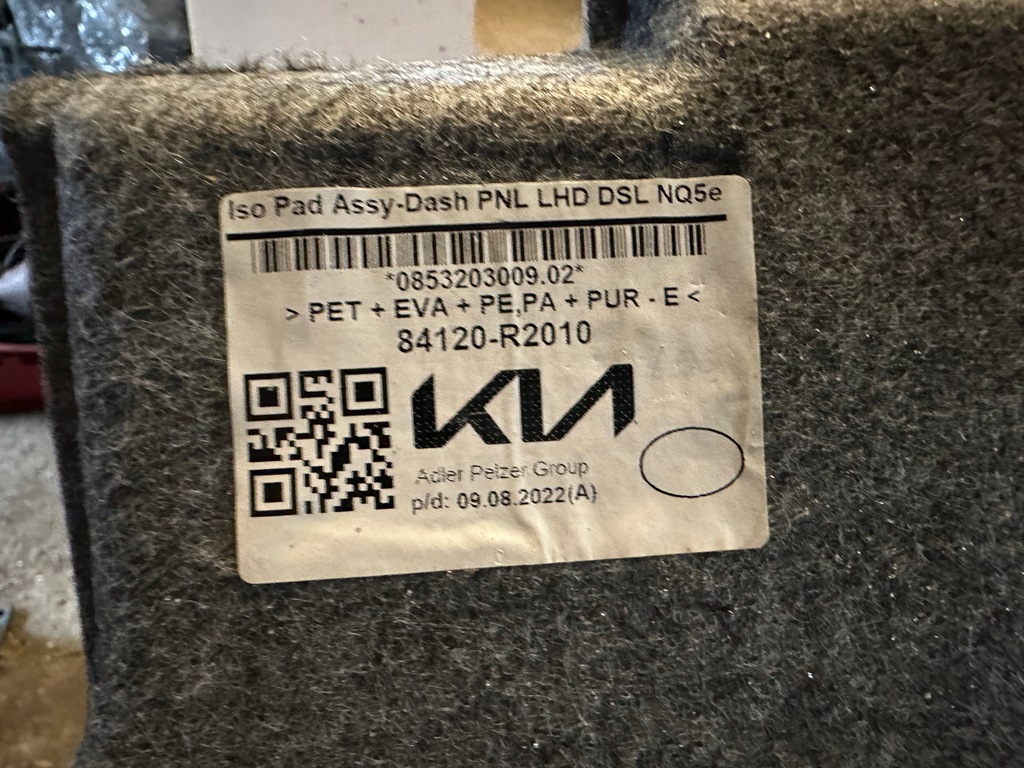 Iso Pad Assy-Dash PNL LHD DSL NQ5e
*0853203009.02*
> PET + EVA + PE,PA + PUR - E <
84120-R2010
KIA
Adler Pelzer Group
p/d: 09.08.2022(A)